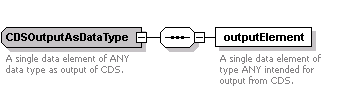 CDSOutputAsDataType
outputElement
A single data element of ANY
data type as output of CDS.
A single data element of
type ANY intended for
output from CDS.